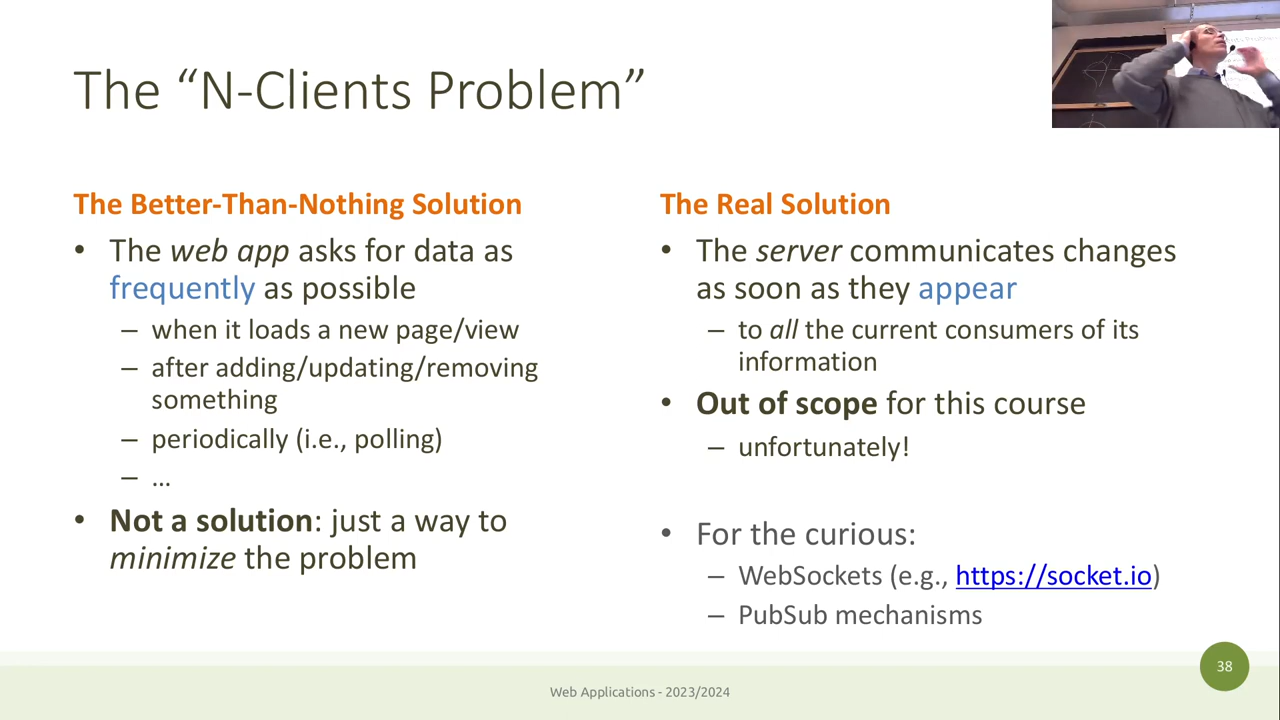 The “N-Clients Problem”
The Better-Than-Nothing Solution
• The web app asks for data as
frequently as possible
– when it loads a new page/view
– after adding/updating/removing
something
– periodically (i.e., polling)
– …
• Not a solution: just a way to
minimize the problem
The Real Solution
• The server communicates changes
as soon as they appear
– to all the current consumers of its
information
• Out of scope for this course
– unfortunately!
• For the curious:
– WebSockets (e.g., https://socket.io)
– PubSub mechanisms
Web Applications - 2023/2024
38